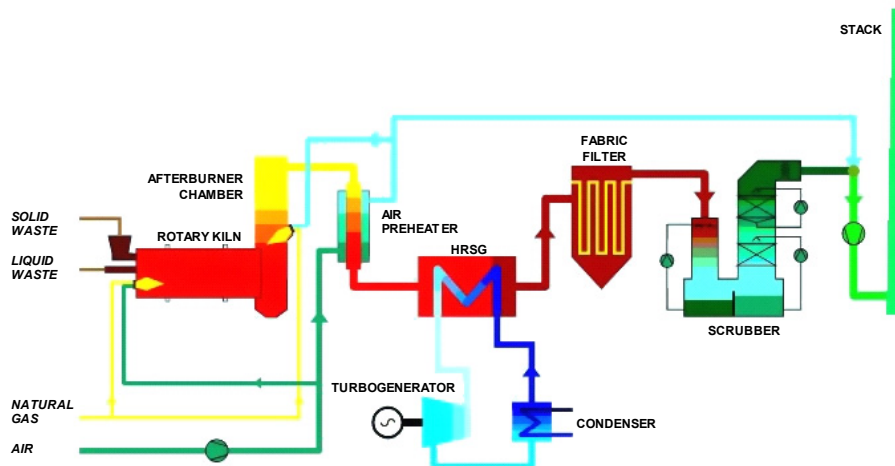 STACK
FABRIC
FILTER
AFTERBURNER
CHAMBER
SOLID
WASTE
AIR
PREHEATER
ROTARY KILN
HRSG
LIQUID
WASTE
SCRUBBER
TURBOGENERATOR
NATURAL
GAS
CONDENSER
AIR